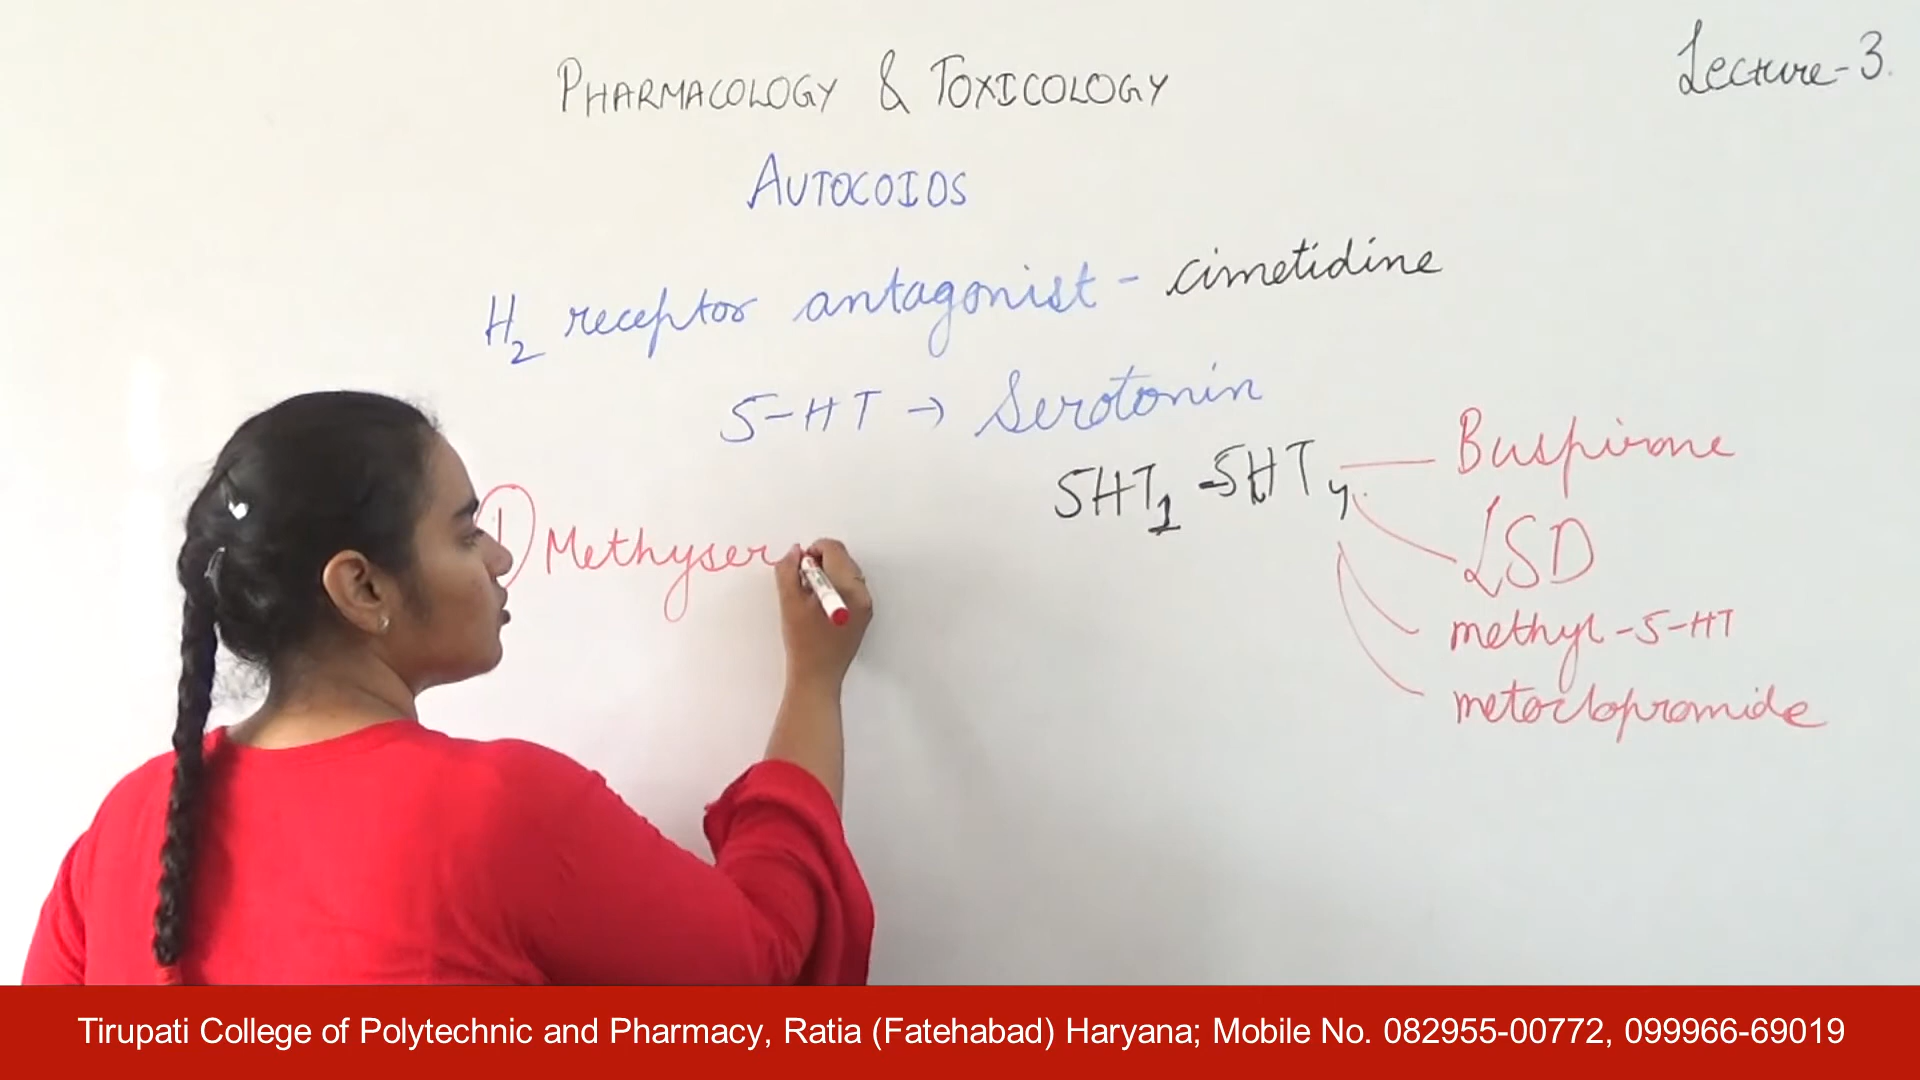 Lecture-3.
PHARMACOLOGY & TOXICOLOGY
AUTOCOIDS
H2 receptor antagonist - cimetidine
5-HT → Serotonin
5HT1 - 5HT4
Buspirone
LSD
methyl-5-HT
metoclopromide
1) Methyser
Tirupati College of Polytechnic and Pharmacy, Ratia (Fatehabad) Haryana; Mobile No. 082955-00772, 099966-69019